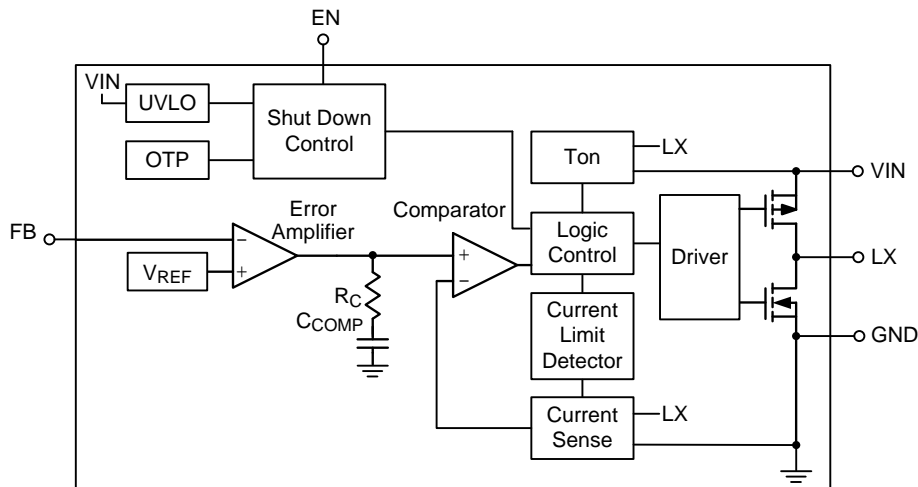 EN
VIN
UVLO
Shut Down
Control
OTP
Ton
LX
VIN
FB
Error
Amplifier
Comparator
Logic
Control
Driver
LX
VREF
RC
CCOMP
Current
Limit
Detector
GND
Current
Sense
LX